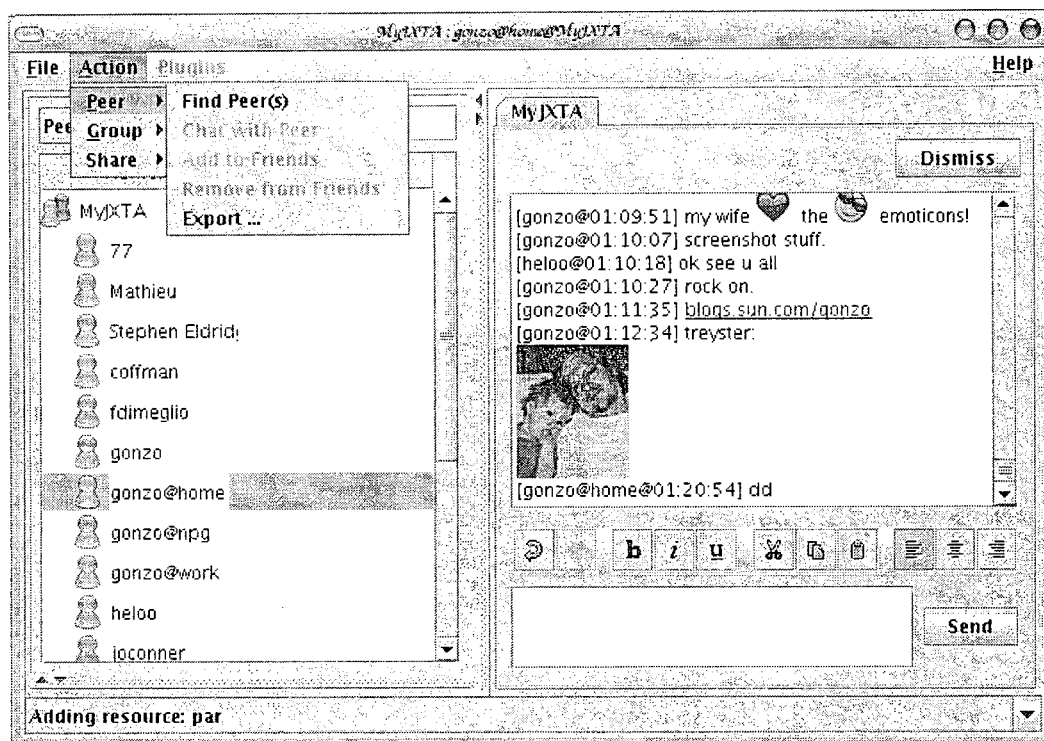 MyJXTA : gonzo@home@MyJXTA
File Action Plugins Help
Peer Find Peer(s)
Group Chat with Peer
Share Add to Friends
Remove from Friends
Export ...
MyJXTA
77
Mathieu
Stephen Eldrid
coffman
fdimeglio
gonzo
gonzo@home
gonzo@npg
gonzo@work
heloo
joconner
MyJXTA
Dismiss
[gonzo@01:09:51] my wife the emoticons!
[gonzo@01:10:07] screenshot stuff.
[heloo@01:10:18] ok see u all
[gonzo@01:10:27] rock on.
[gonzo@01:11:35] blogs.sun.com/gonzo
[gonzo@01:12:34] treyster:
[gonzo@home@01:20:54] dd
b i u
Send
Adding resource: par